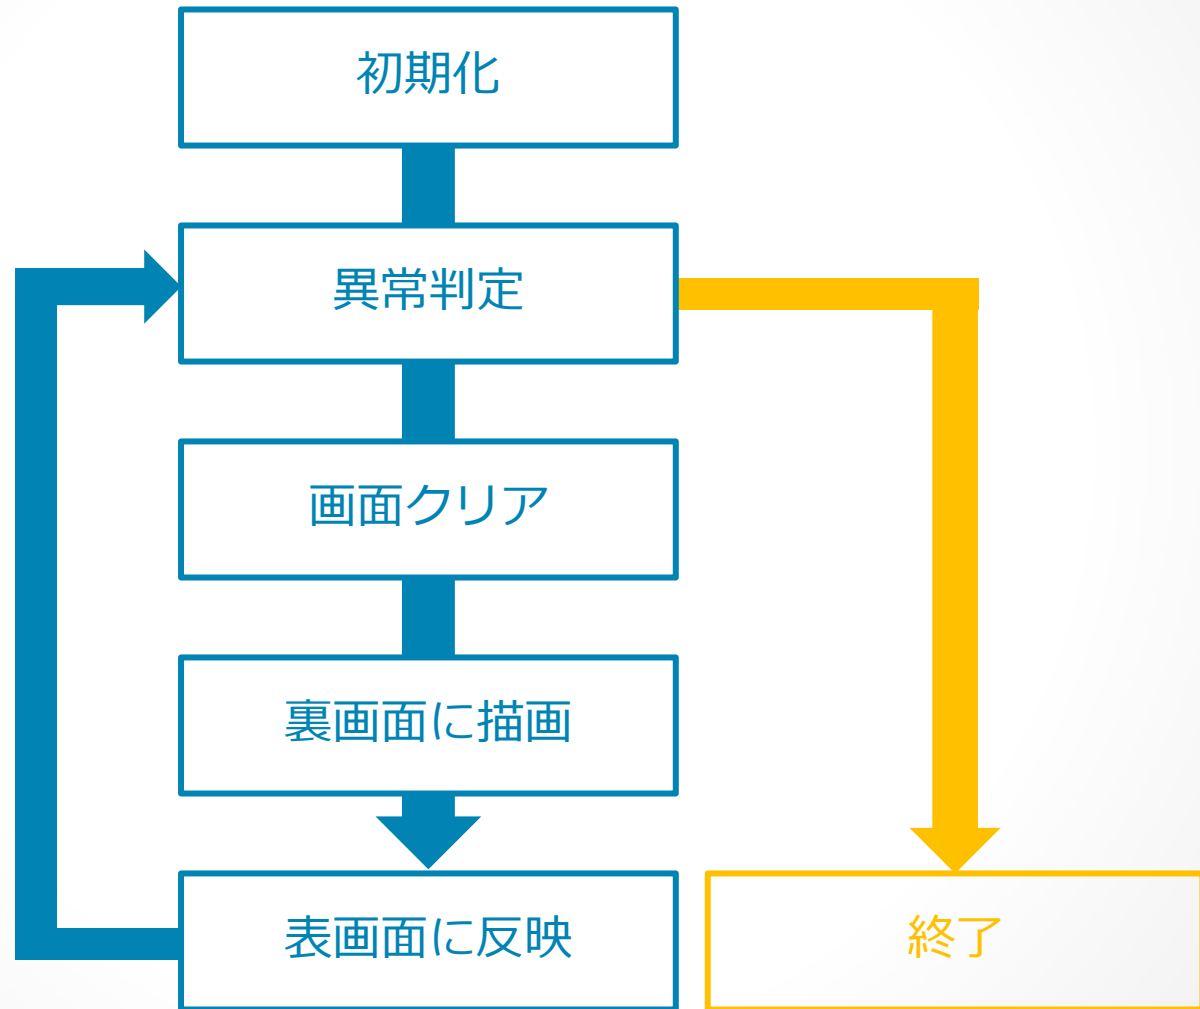 初期化
異常判定
画面クリア
裏画面に描画
表画面に反映
終了